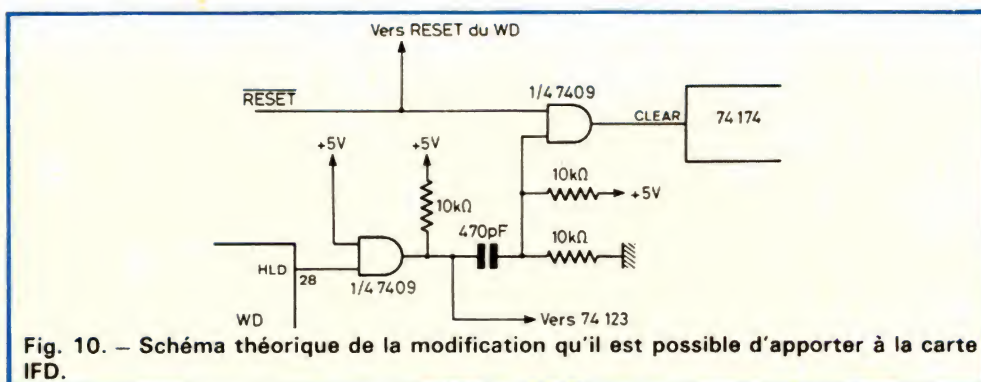 Vers RESET du WD
RESET
1/4 7409
CLEAR
74 174
+5V
+5V
10kΩ
10kΩ
+5V
470pF
10kΩ
HLD
28
1/4 7409
WD
Vers 74 123
Fig. 10. – Schéma théorique de la modification qu'il est possible d'apporter à la carte
IFD.